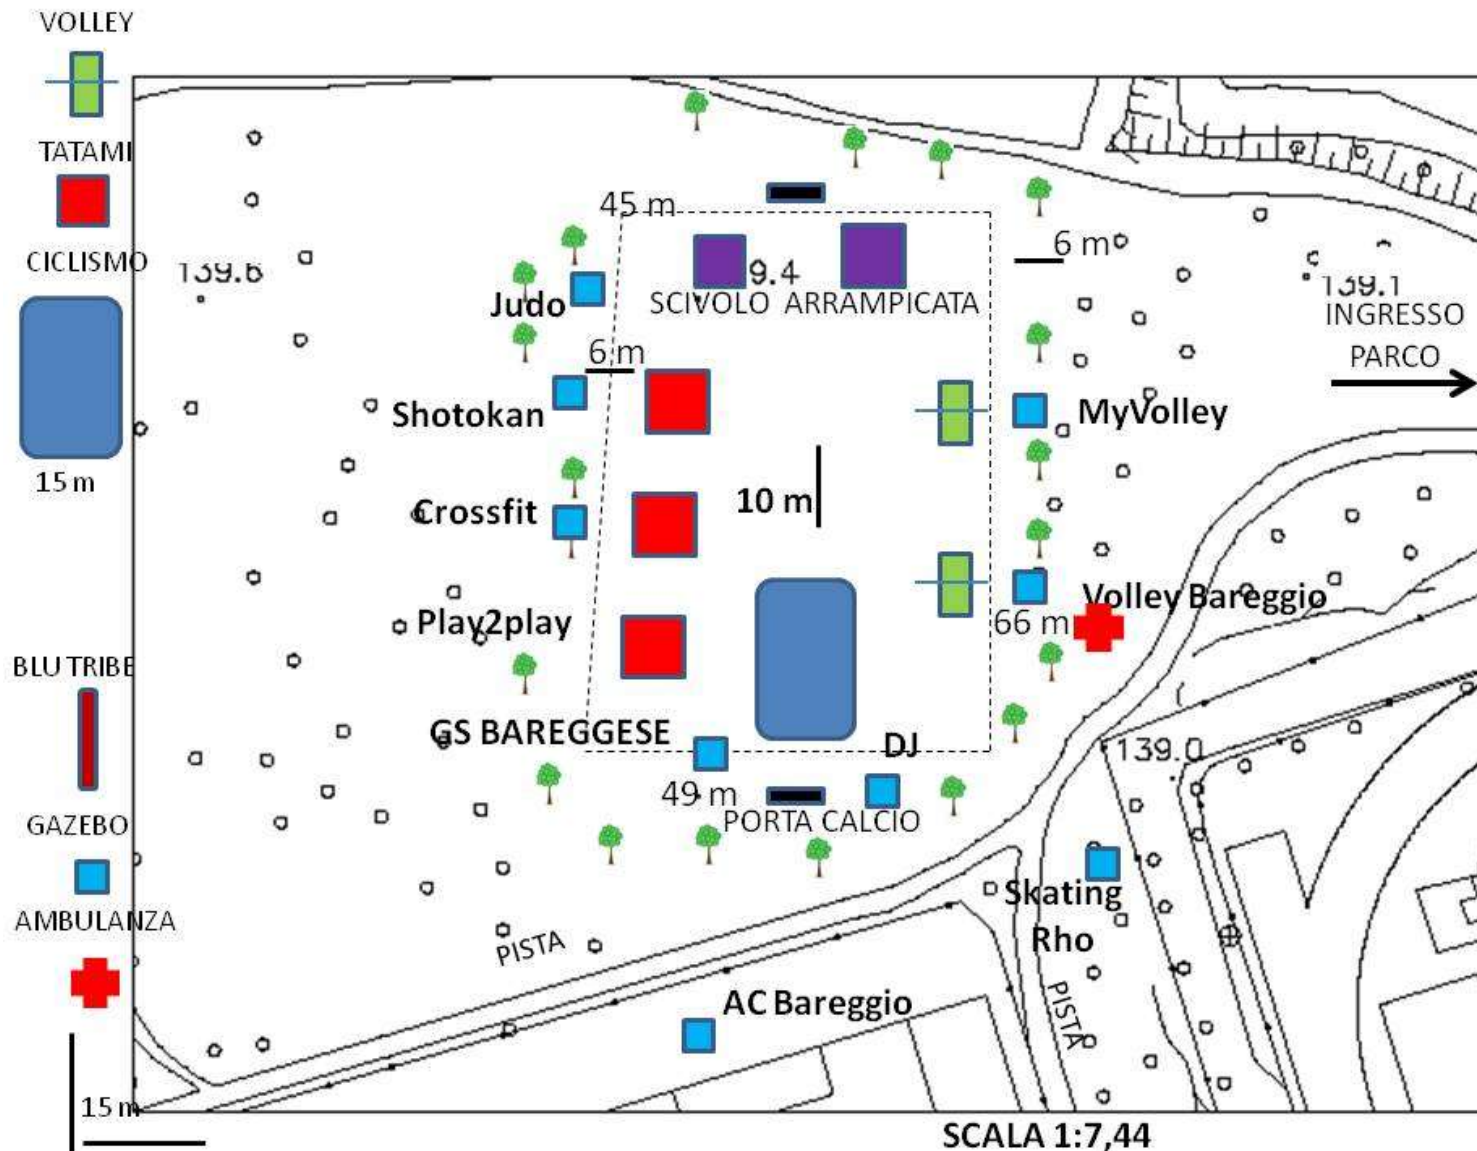 VOLLEY
TATAMI
CICLISMO
15 m
BLU TRIBE
GAZEBO
AMBULANZA
15 m
45 m
6 m
139.6
9.4
139.1
Judo
SCIVOLO ARRAMPICATA
INGRESSO
PARCO
6 m
Shotokan
MyVolley
Crossfit
10 m
Play2play
Volley Bareggio
66 m
GS BAREGGESE
DJ
139.0
49 m
PORTA CALCIO
Skating
Rho
PISTA
PISTA
AC Bareggio
SCALA 1:7,44